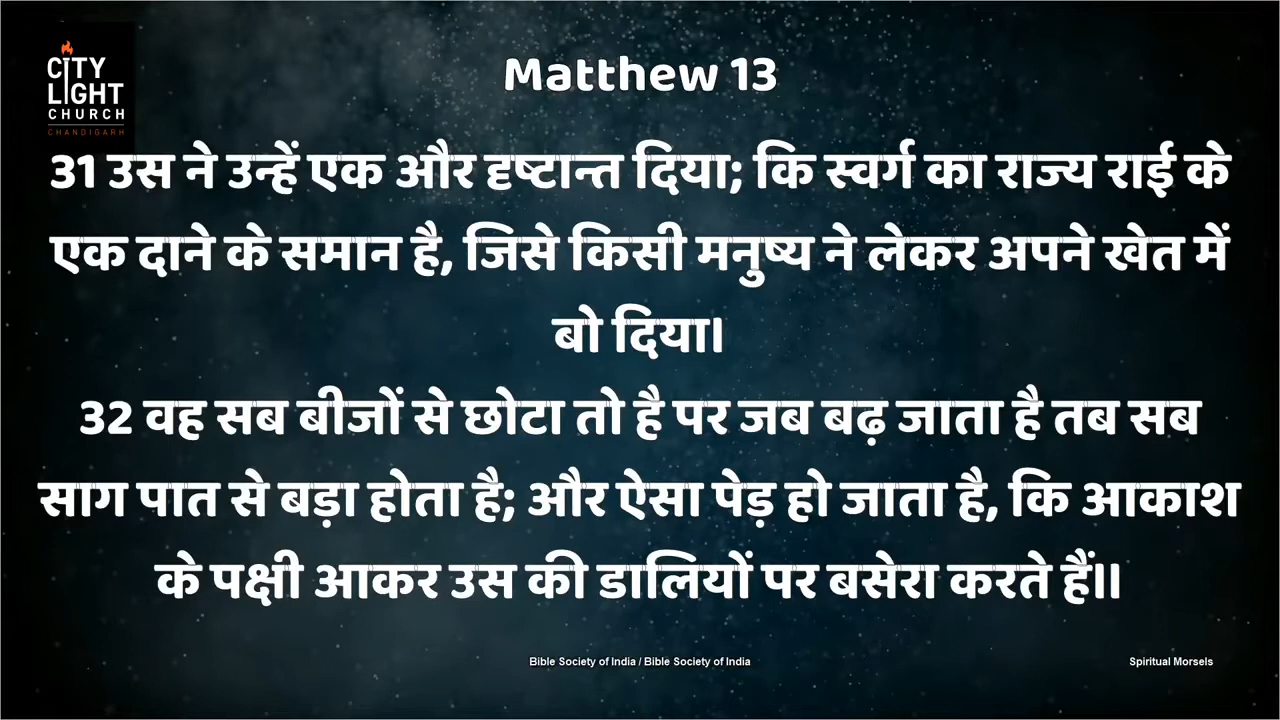 CITY
LIGHT
CHURCH
CHANDIGARH
Matthew 13
31 उस ने उन्हें एक और दृष्टान्त दिया; कि स्वर्ग का राज्य राई के
एक दाने के समान है, जिसे किसी मनुष्य ने लेकर अपने खेत में
बो दिया।
32 वह सब बीजों से छोटा तो है पर जब बढ़ जाता है तब सब
साग पात से बड़ा होता है; और ऐसा पेड़ हो जाता है, कि आकाश
के पक्षी आकर उस की डालियों पर बसेरा करते हैं॥
Bible Society of India / Bible Society of India
Spiritual Morsels